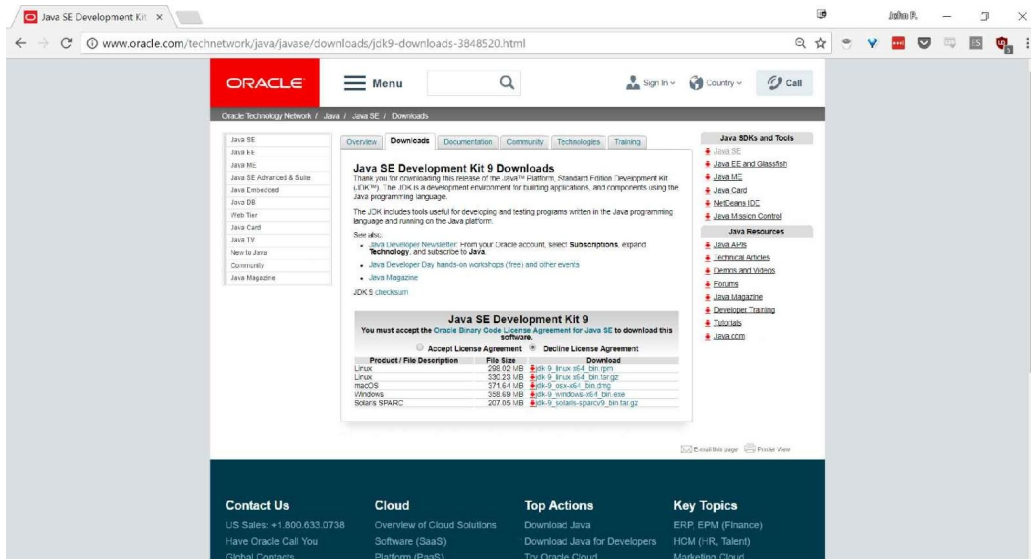 Java SE Development Kit
John P.
www.oracle.com/technetwork/java/javase/downloads/jdk9-downloads-3848520.html
ORACLE
Menu
Sign In
Country
Call
Oracle Technology Network / Java / Java SE / Downloads
Java SE
Java EE
Java ME
Java SE Advanced & Suite
Java Embedded
Java DB
Web Tier
Java Card
Java TV
New to Java
Community
Java Magazine
Overview
Downloads
Documentation
Community
Technologies
Training
Java SE Development Kit 9 Downloads
Thank you for downloading this release of the Java™ Platform, Standard Edition Development Kit
(JDK™). The JDK is a development environment for building applications, and components using the
Java programming language.
The JDK includes tools useful for developing and testing programs written in the Java programming
language and running on the Java platform.
See also:
Java Developer Newsletter: From your Oracle account, select Subscriptions, expand
Technology, and subscribe to Java.
Java Developer Day hands-on workshops (free) and other events
Java Magazine
JDK 9 checksum
Java SE Development Kit 9
You must accept the Oracle Binary Code License Agreement for Java SE to download this
software.
Accept License Agreement Decline License Agreement
Product / File Description File Size Download
Linux 298.02 MB jdk-9_linux-x64_bin.rpm
Linux 330.23 MB jdk-9_linux-x64_bin.tar.gz
macOS 371.64 MB jdk-9_osx-x64_bin.dmg
Windows 358.69 MB jdk-9_windows-x64_bin.exe
Solaris SPARC 207.05 MB jdk-9_solaris-sparcv9_bin.tar.gz
Java SDKs and Tools
Java SE
Java EE and Glassfish
Java ME
Java Card
NetBeans IDE
Java Mission Control
Java Resources
Java APIs
Technical Articles
Demos and Videos
Forums
Java Magazine
Developer Training
Tutorials
Java.com
E-mail this page Printer View
Contact Us
US Sales: +1.800.633.0738
Have Oracle Call You
Global Contacts
Cloud
Overview of Cloud Solutions
Software (SaaS)
Platform (PaaS)
Top Actions
Download Java
Download Java for Developers
Try Oracle Cloud
Key Topics
ERP, EPM (Finance)
HCM (HR, Talent)
Marketing Cloud